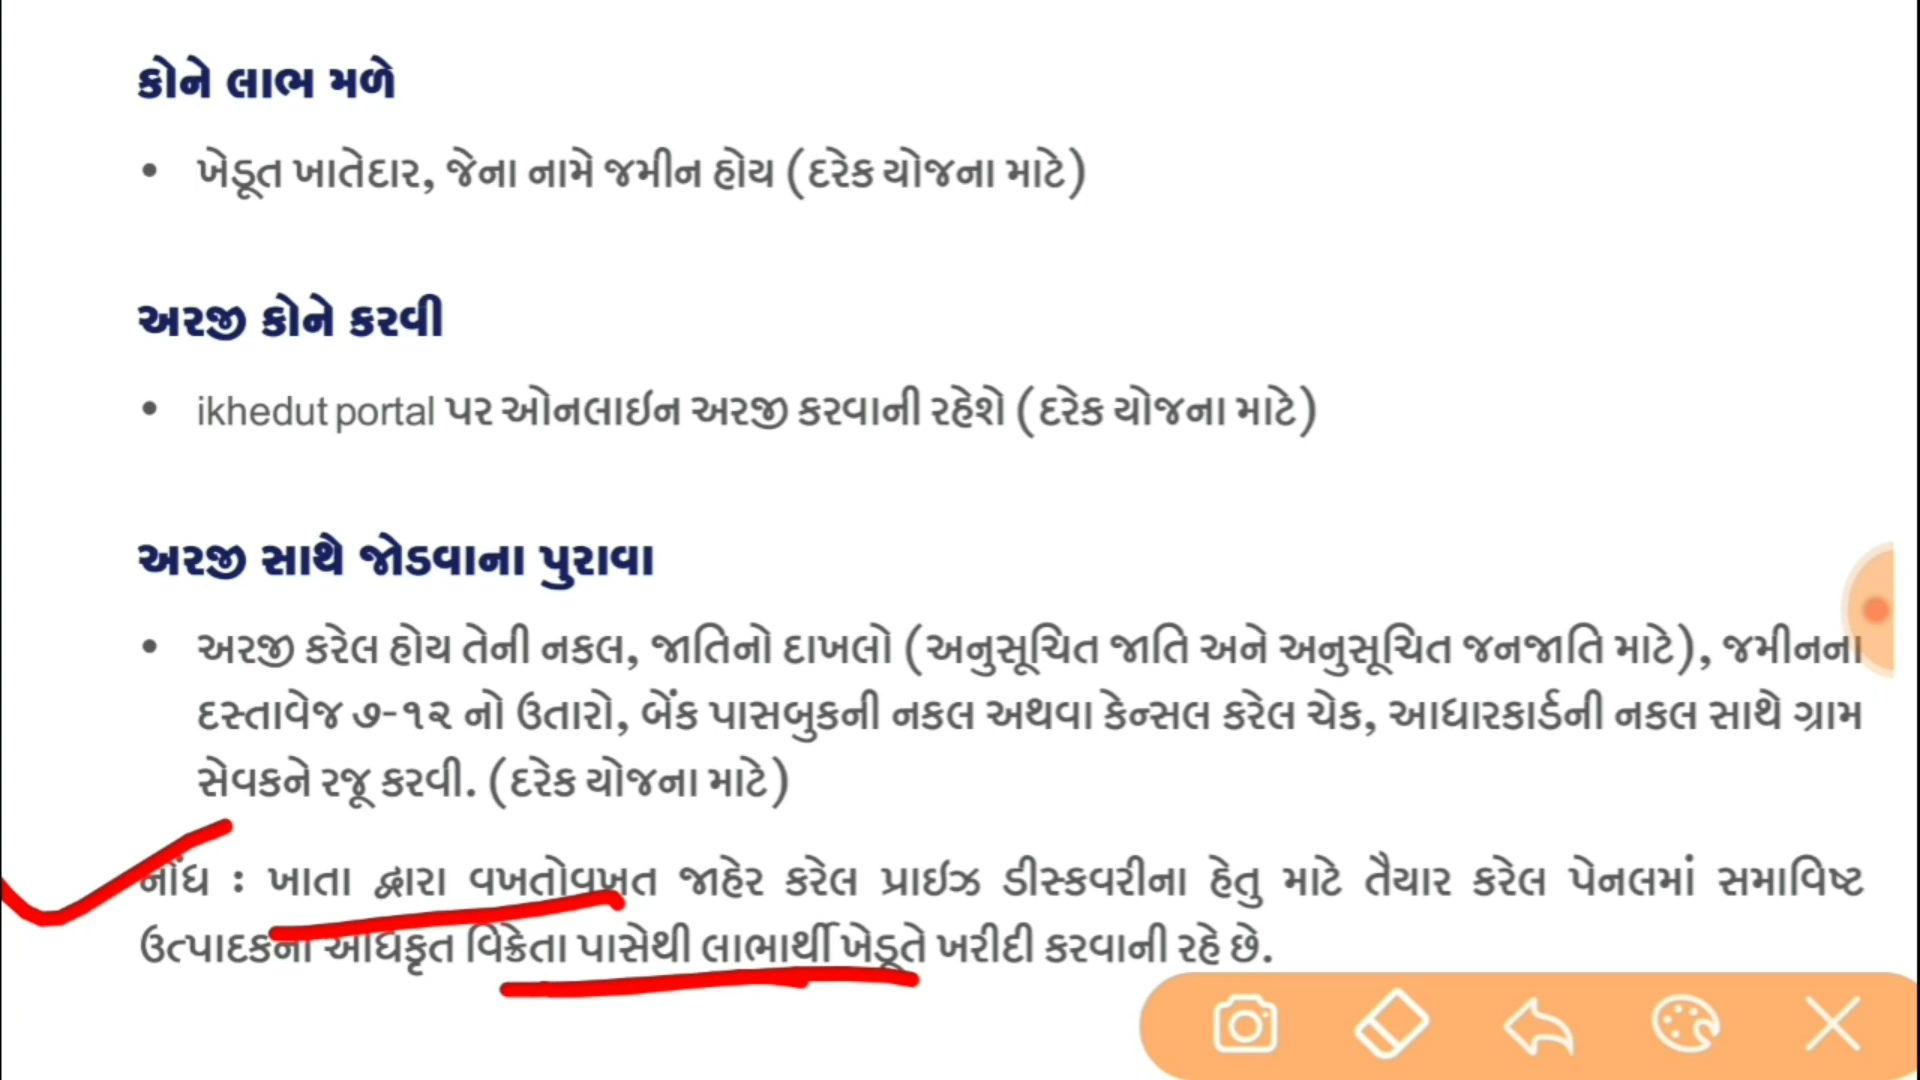 કોને લાભ મળે
• ખેડૂત ખાતેદાર, જેના નામે જમીન હોય (દરેક યોજના માટે)
અરજી કોને કરવી
• ikhedut portal પર ઓનલાઇન અરજી કરવાની રહેશે (દરેક યોજના માટે)
અરજી સાથે જોડવાના પુરાવા
• અરજી કરેલ હોય તેની નકલ, જાતિનો દાખલો (અનુસૂચિત જાતિ અને અનુસૂચિત જનજાતિ માટે), જમીનના
દસ્તાવેજ ૭-૧૨ નો ઉતારો, બેંક પાસબુકની નકલ અથવા કેન્સલ કરેલ ચેક, આધારકાર્ડની નકલ સાથે ગ્રામ
સેવકને રજૂ કરવી. (દરેક યોજના માટે)
નોંધ : ખાતા દ્વારા વખતોવખત જાહેર કરેલ પ્રાઇઝ ડીસ્કવરીના હેતુ માટે તૈયાર કરેલ પેનલમાં સમાવિષ્ટ
ઉત્પાદકના અધિકૃત વિક્રેતા પાસેથી લાભાર્થી ખેડૂતે ખરીદી કરવાની રહે છે.